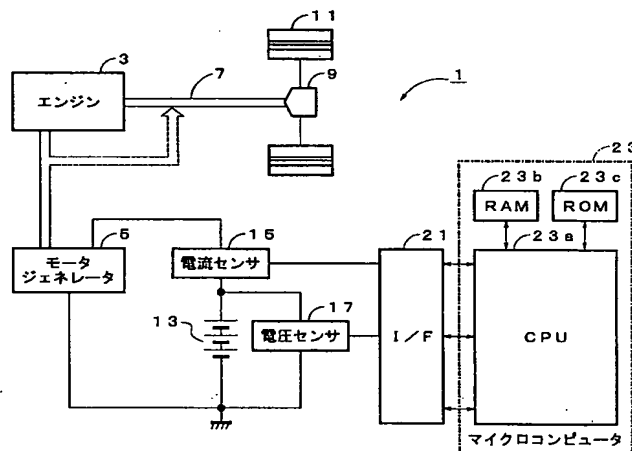 11
3
7
9
1
エンジン
23
23b
23c
RAM
ROM
5
15
21
23a
モータ
ジェネレータ
電流センサ
17
13
電圧センサ
I/F
CPU
マイクロコンピュータ